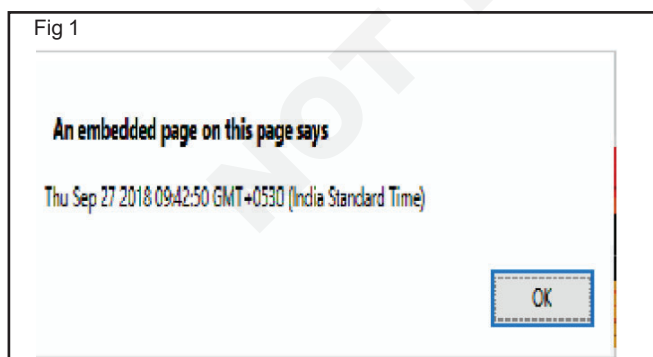 Fig 1
An embedded page on this page says
Thu Sep 27 2018 09:42:50 GMT+0530 (India Standard Time)
OK
NOT